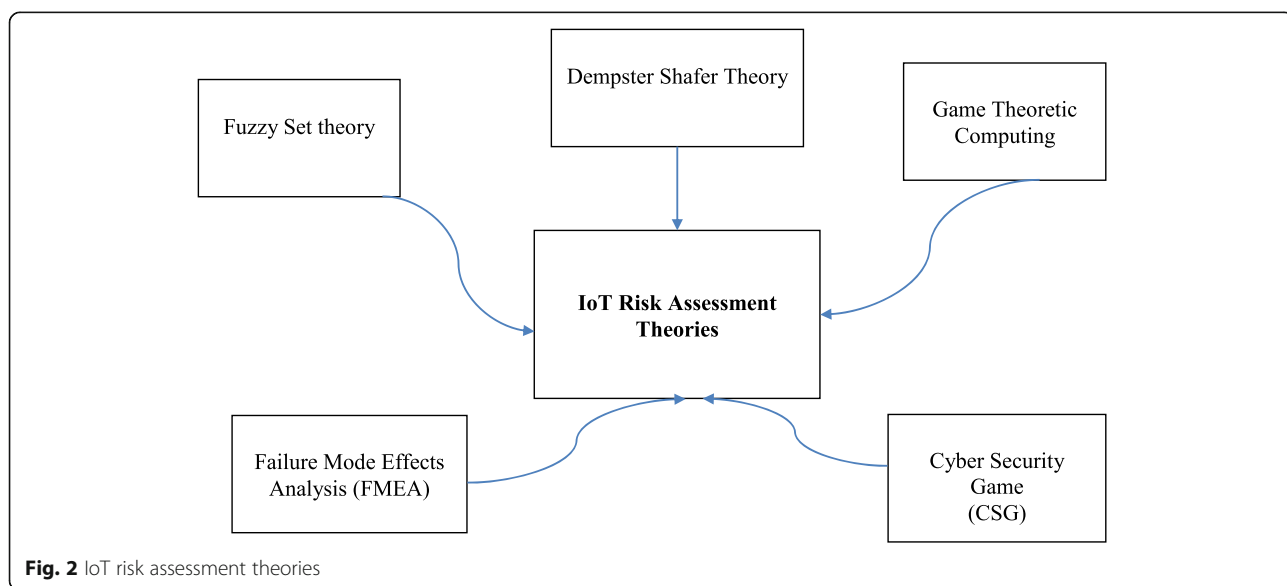 Dempster Shafer Theory
Fuzzy Set theory
Game Theoretic
Computing
IoT Risk Assessment
Theories
Failure Mode Effects
Analysis (FMEA)
Cyber Security
Game
(CSG)
Fig. 2 IoT risk assessment theories